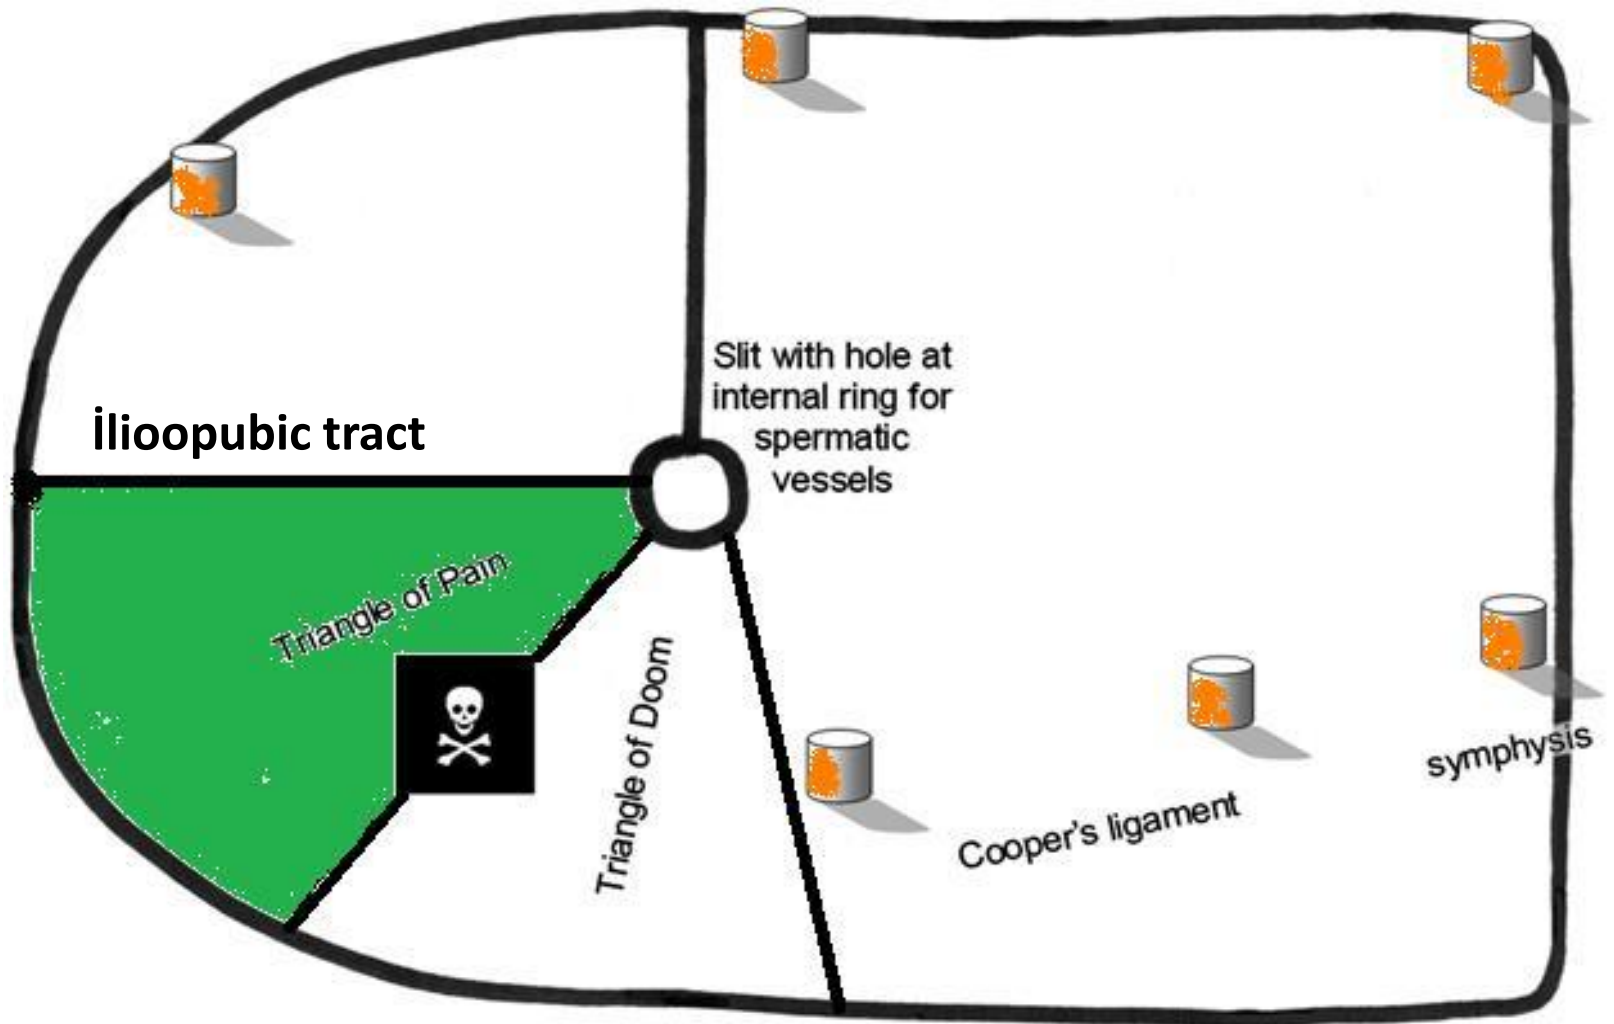 Slit with hole at
internal ring for
spermatic
vessels
İlioopubic tract
Triangle of Pain
Triangle of Doom
symphysis
Cooper's ligament